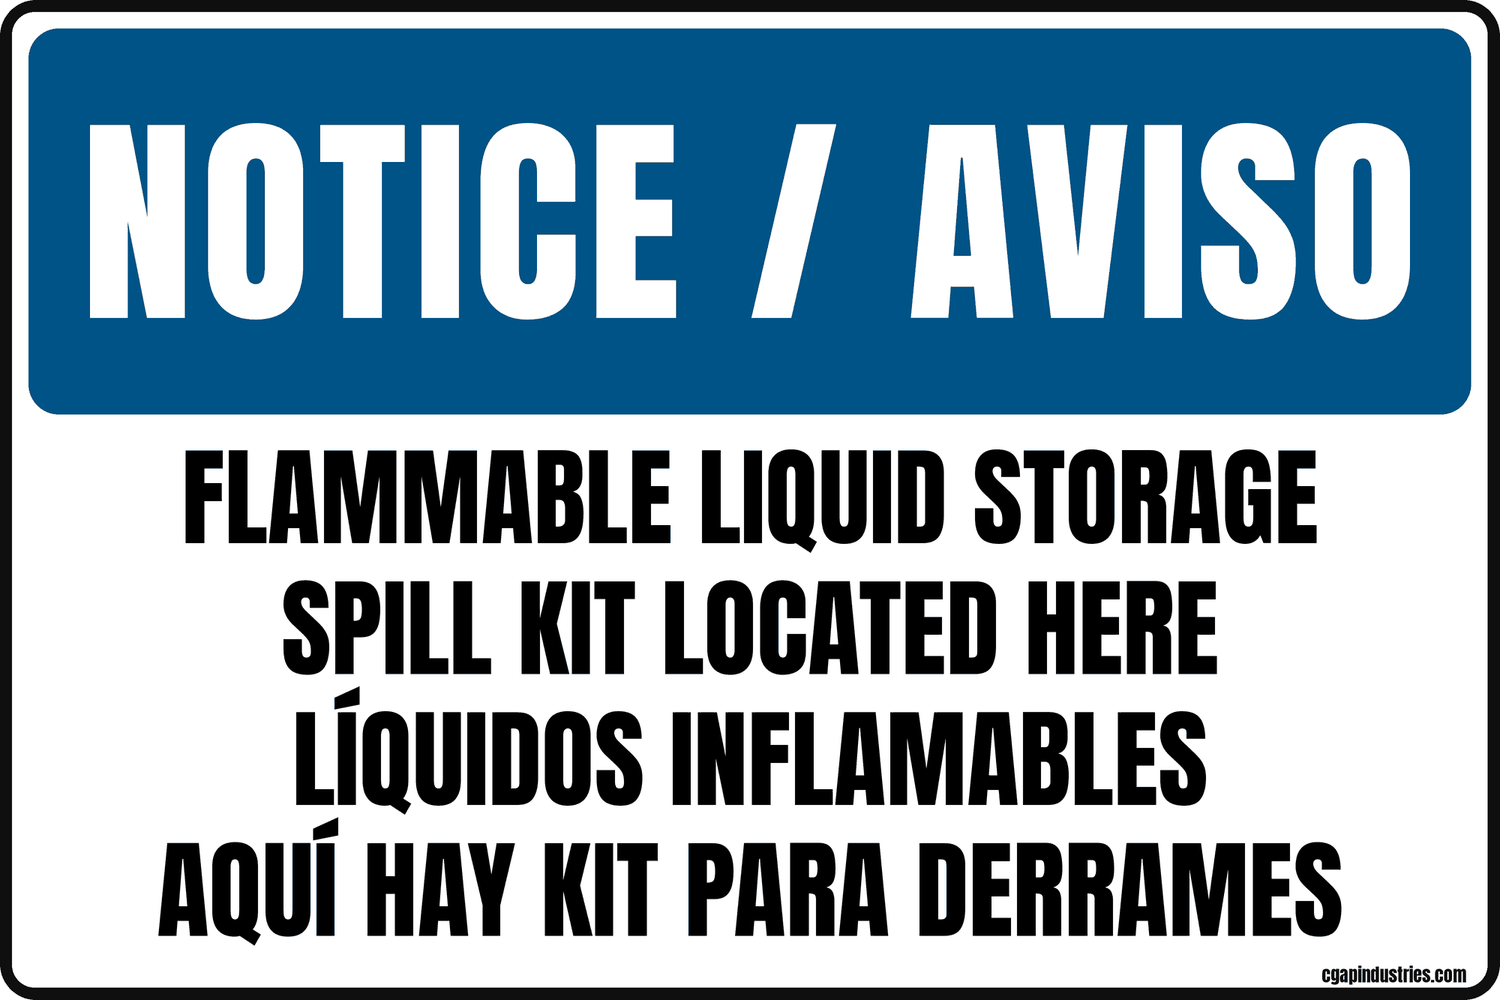 NOTICE / AVISO
FLAMMABLE LIQUID STORAGE
SPILL KIT LOCATED HERE
LÍQUIDOS INFLAMABLES
AQUÍ HAY KIT PARA DERRAMES
cgapindustries.com